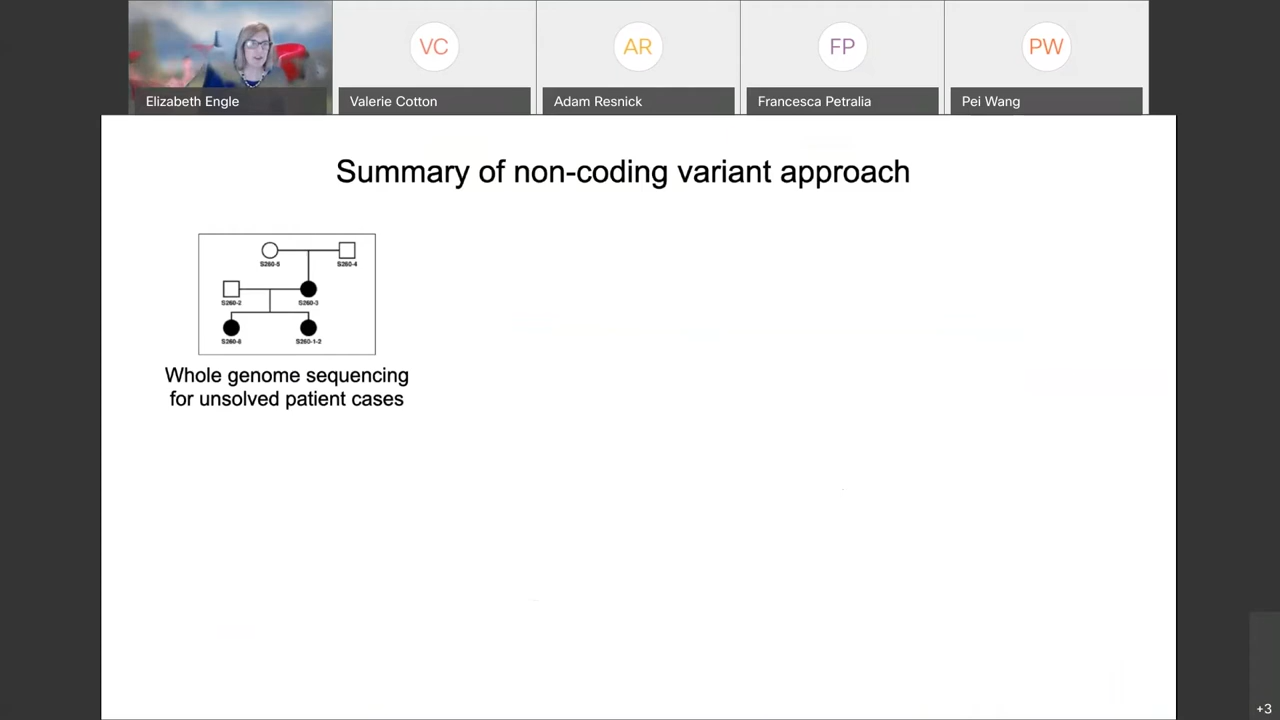 VC
AR
FP
PW
Elizabeth Engle
Valerie Cotton
Adam Resnick
Francesca Petralia
Pei Wang
Summary of non-coding variant approach
S260-5
S260-4
S260-2
S260-3
S260-6
S260-1-2
Whole genome sequencing
for unsolved patient cases
+3